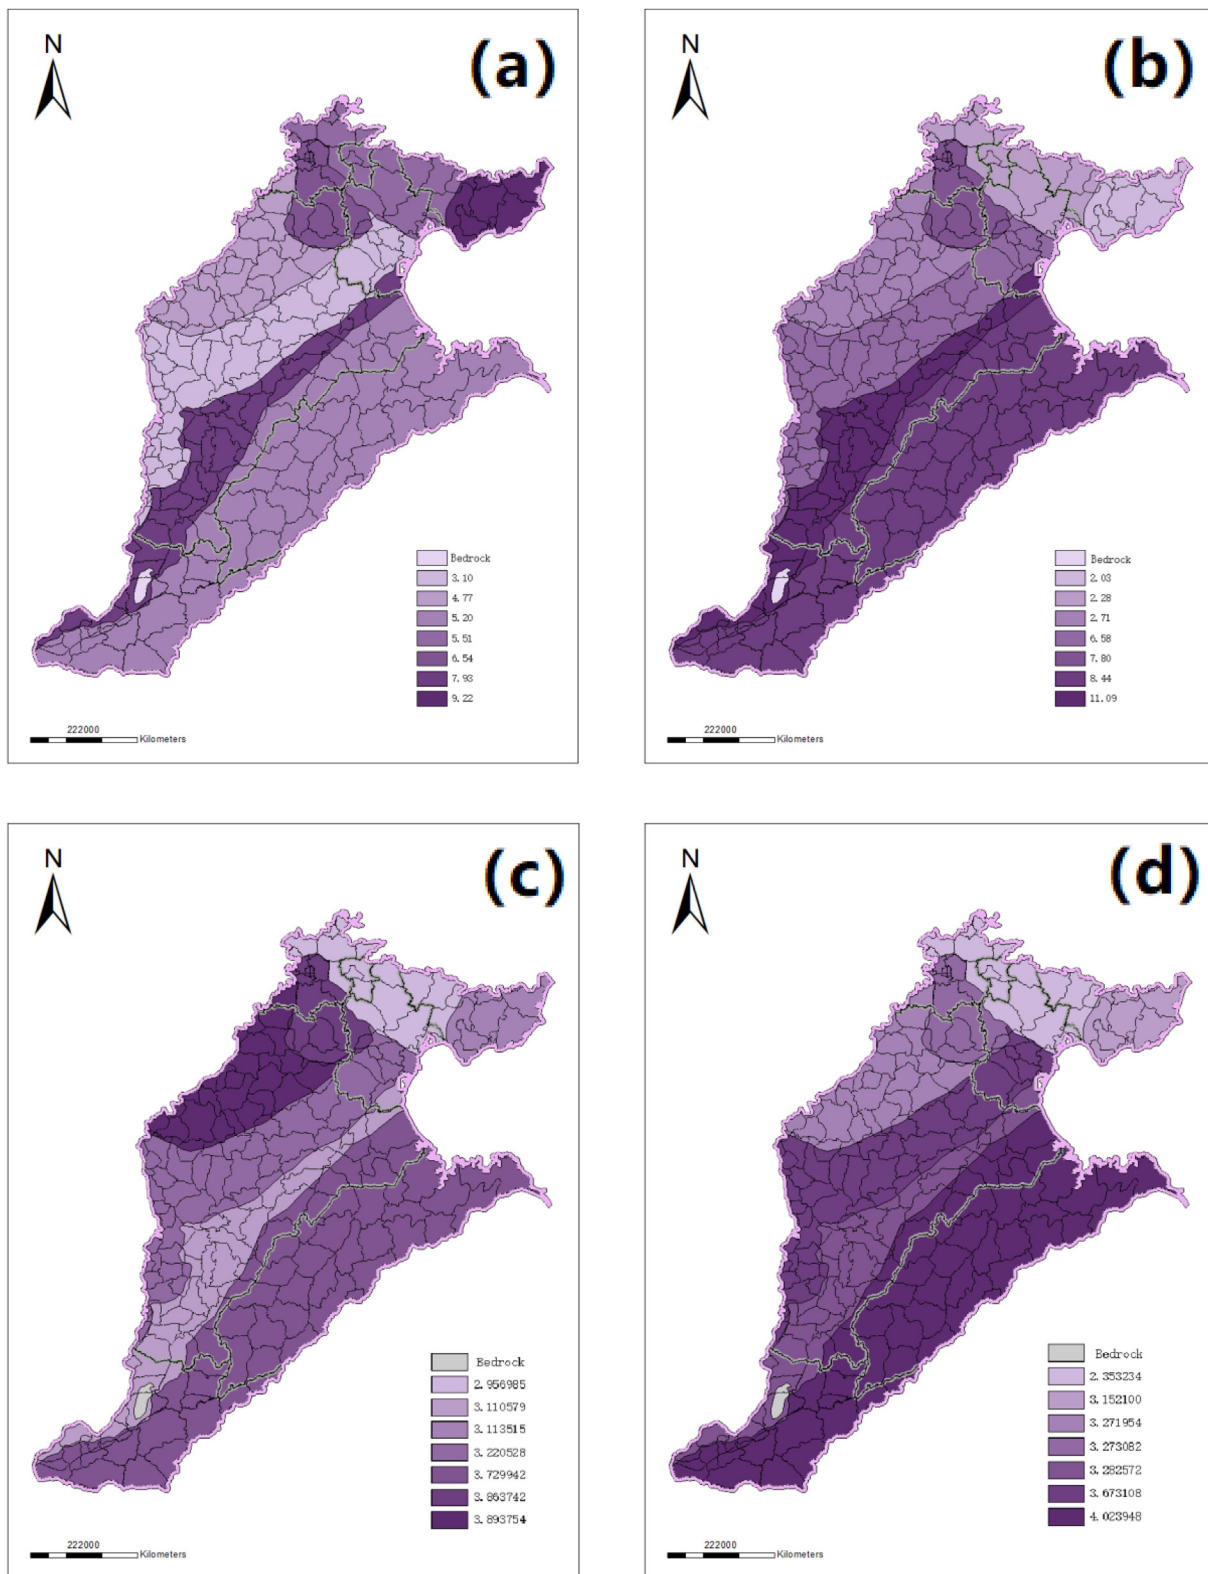 N
(a)
Bedrock
3.10
4.77
5.20
5.51
6.54
7.93
9.22
222000
Kilometers
N
(b)
Bedrock
2.03
2.28
2.71
6.58
7.80
8.44
11.09
222000
Kilometers
N
(c)
Bedrock
2.956985
3.110579
3.113515
3.220528
3.729942
3.863742
3.893754
222000
Kilometers
N
(d)
Bedrock
2.353234
3.152100
3.271954
3.273082
3.282572
3.673108
4.023948
222000
Kilometers